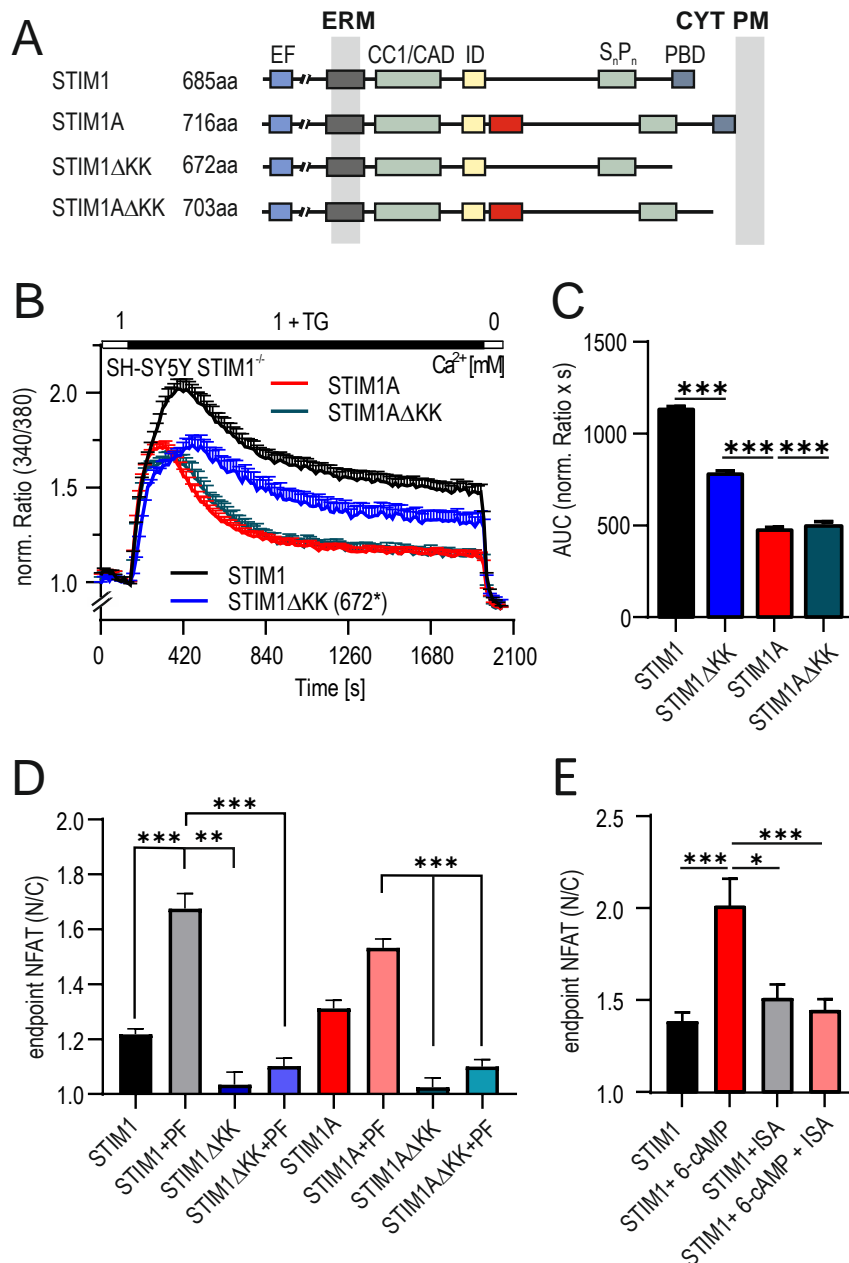 A
ERM
CYT PM
EF
CC1/CAD
ID
SnPn
PBD
STIM1 685aa
STIM1A 716aa
STIM1ΔKK 672aa
STIM1AΔKK 703aa
B
1
1 + TG
0
SH-SY5Y STIM1-/-
Ca2+ [mM]
STIM1A
STIM1AΔKK
STIM1
STIM1ΔKK (672*)
norm. Ratio (340/380)
2.0
1.5
1.0
0 420 840 1260 1680 2100
Time [s]
C
AUC (norm. Ratio x s)
1500
1000
500
0
***
*** ***
STIM1
STIM1ΔKK
STIM1A
STIM1AΔKK
D
endpoint NFAT (N/C)
2.0
1.8
1.6
1.4
1.2
1.0
***
*** **
***
STIM1
STIM1+PF
STIM1ΔKK
STIM1ΔKK+PF
STIM1A
STIM1A+PF
STIM1AΔKK
STIM1AΔKK+PF
E
endpoint NFAT (N/C)
2.5
2.0
1.5
1.0
***
*** *
STIM1
STIM1+ 6-cAMP
STIM1+ISA
STIM1+ 6-cAMP + ISA